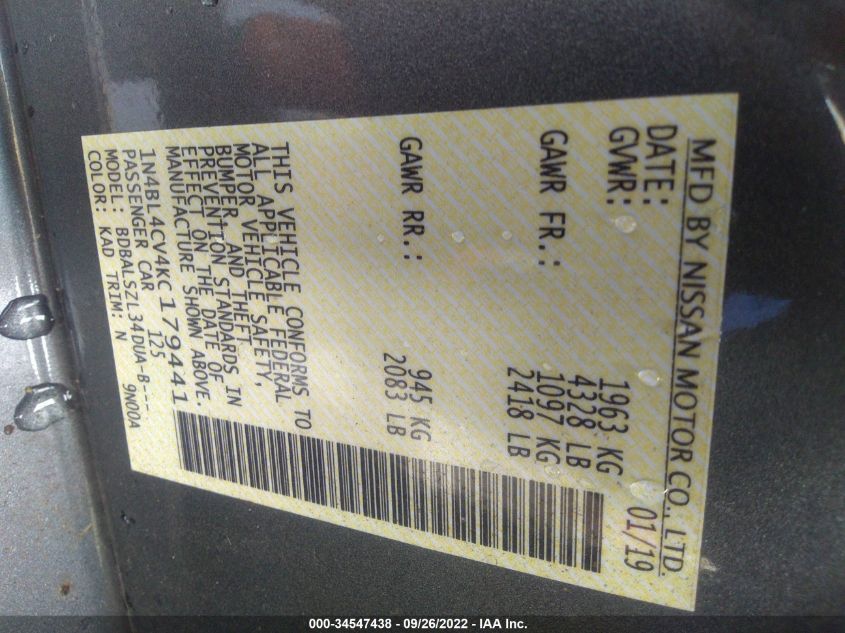 MFD BY NISSAN MOTOR CO., LTD.
DATE: 01/19
GVWR: 1963 KG
4328 LB
GAWR FR.: 1097 KG
2418 LB
GAWR RR.: 945 KG
2083 LB
THIS VEHICLE CONFORMS TO
ALL APPLICABLE FEDERAL
MOTOR VEHICLE SAFETY,
BUMPER, AND THEFT
PREVENTION STANDARDS IN
EFFECT ON THE DATE OF
MANUFACTURE SHOWN ABOVE.
1N4BL4CV4KC179441
PASSENGER CAR 125
MODEL: BDBALSZL34DUA-B---
COLOR: KAD TRIM: N 9N00A
000-34547438 - 09/26/2022 - IAA Inc.